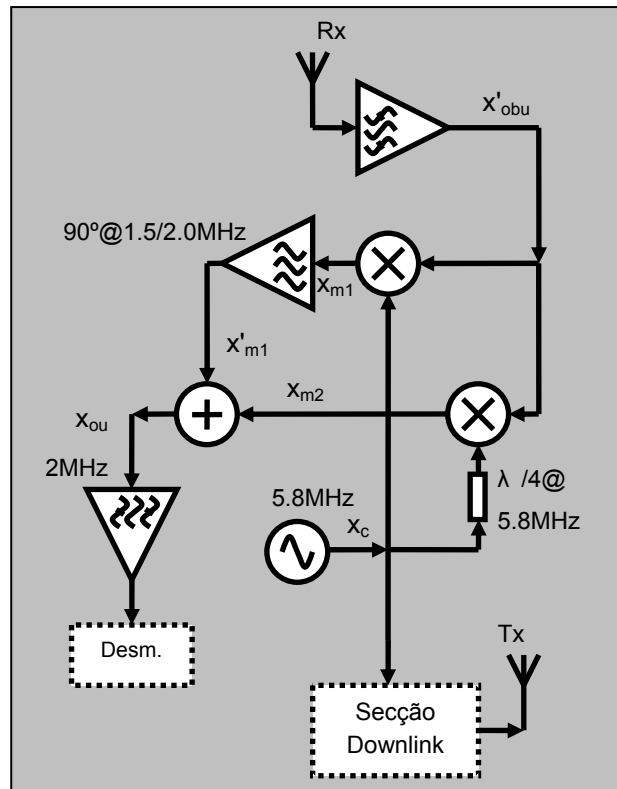 Rx
x'obu
90º@1.5/2.0MHz
xm1
x'm1
xm2
xou
2MHz
λ /4@
5.8MHz
5.8MHz
xc
Desm.
Tx
Secção
Downlink